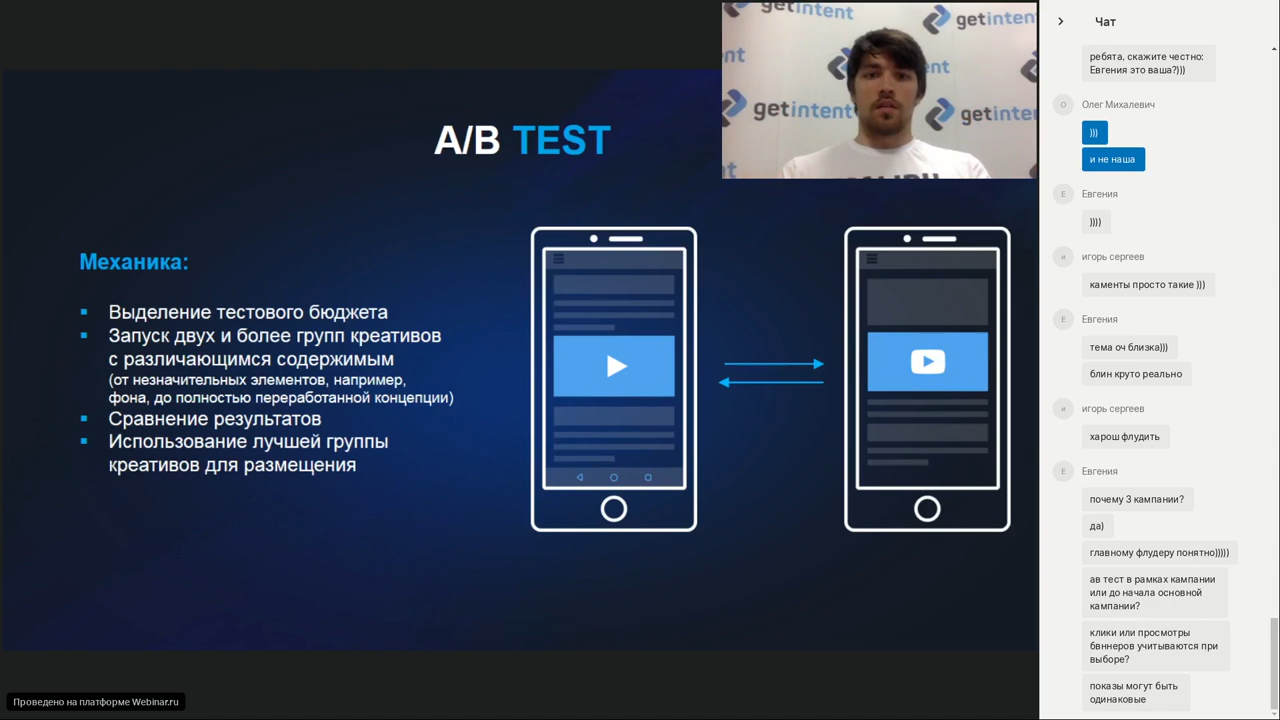 getintent
getintent
getintent
getintent
A/B TEST
Механика:
Выделение тестового бюджета
Запуск двух и более групп креативов
с различающимся содержимым
(от незначительных элементов, например,
фона, до полностью переработанной концепции)
Сравнение результатов
Использование лучшей группы
креативов для размещения
Проведено на платформе Webinar.ru
Чат
ребята, скажите честно:
Евгения это ваша?)))
О
Олег Михалевич
)))
и не наша
Е
Евгения
))))
и
игорь сергеев
каменты просто такие )))
Е
Евгения
тема оч близка)))
блин круто реально
и
игорь сергеев
харош флудить
Е
Евгения
почему 3 кампании?
да)
главному флудеру понятно)))))
ав тест в рамках кампании
или до начала основной
кампании?
клики или просмотры
бвннеров учитываются при
выборе?
показы могут быть
одинаковые